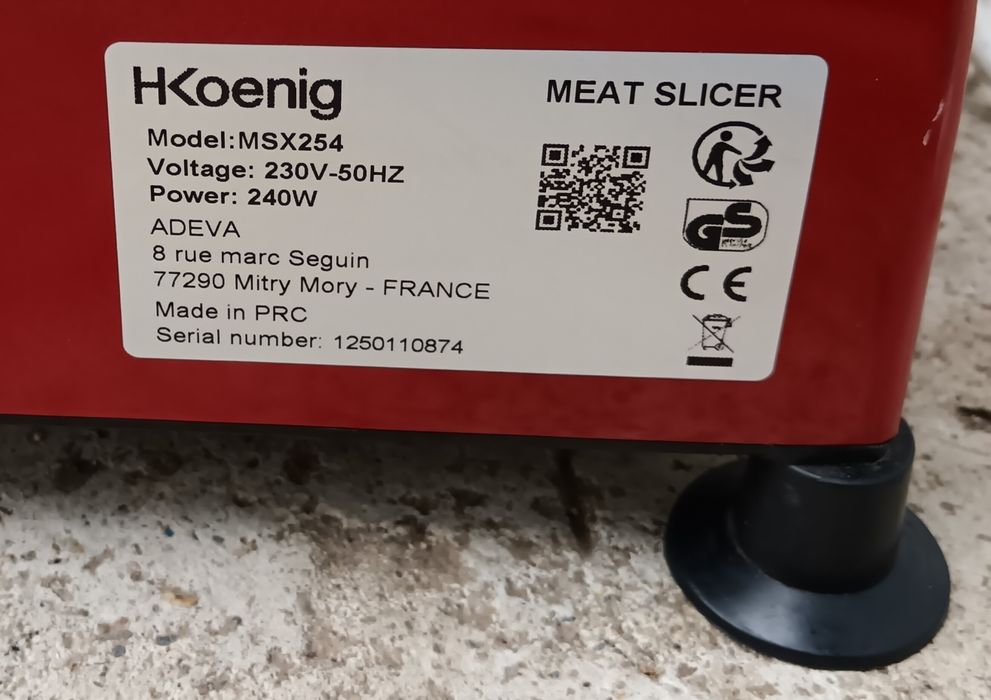 HKoenig
MEAT SLICER
Model:MSX254
Voltage: 230V-50HZ
Power: 240W
ADEVA
8 rue marc Seguin
77290 Mitry Mory - FRANCE
Made in PRC
Serial number: 1250110874
GS
CE